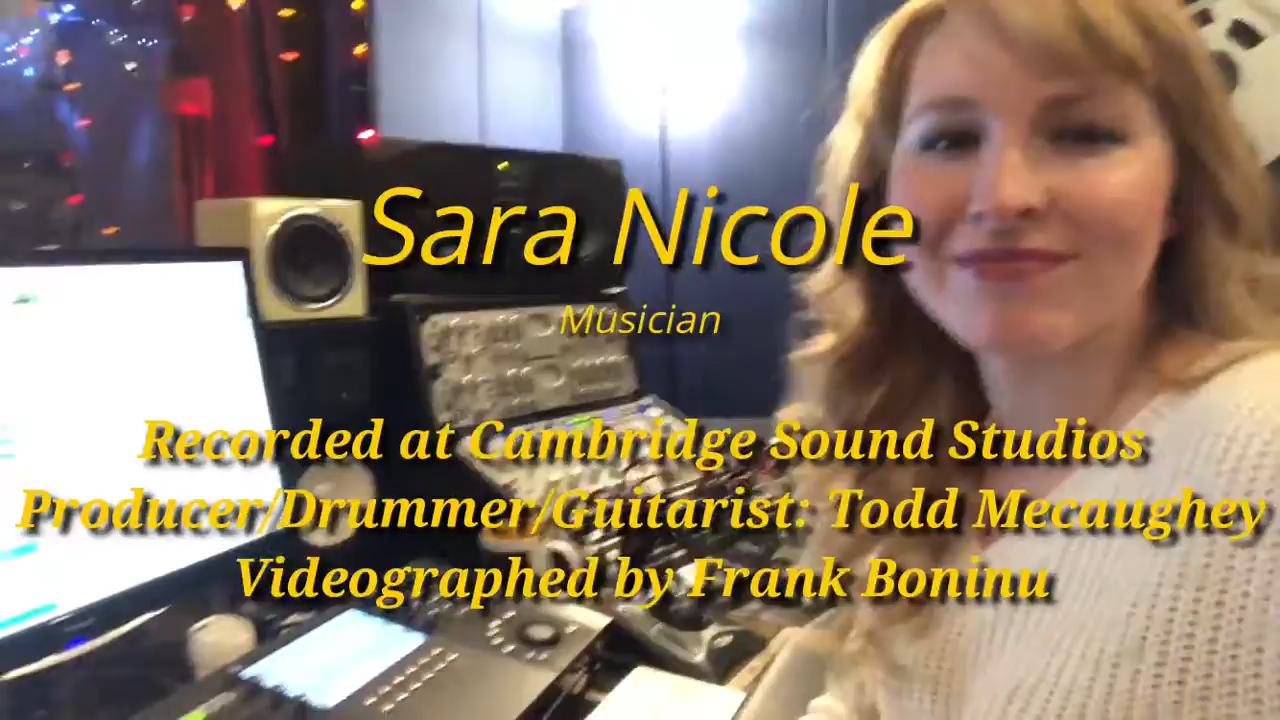 Sara Nicole
Musician
Recorded at Cambridge Sound Studios
Producer/Drummer/Guitarist: Todd Mecaughey
Videographed by Frank Boninu